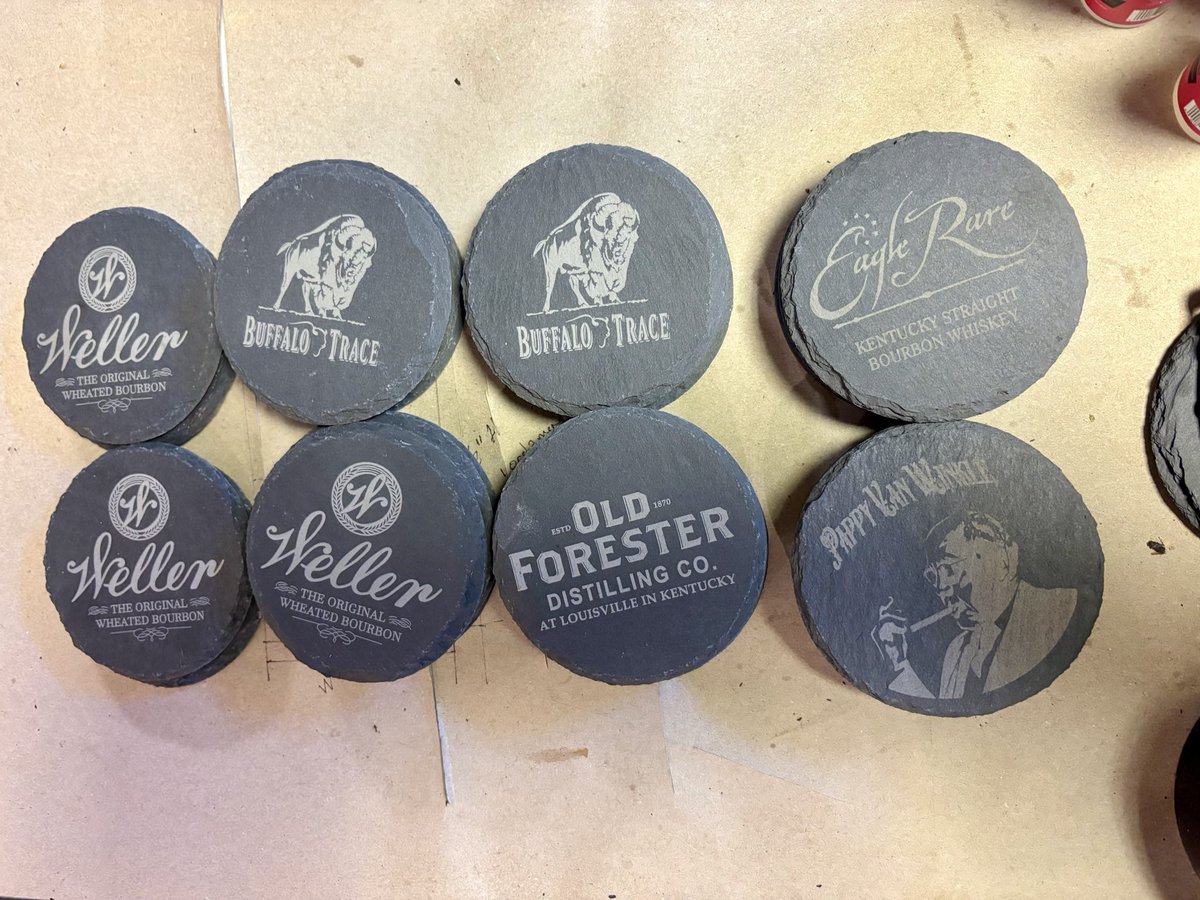 W
Weller
THE ORIGINAL
WHEATED BOURBON
BUFFALO TRACE
BUFFALO TRACE
Eagle Rare
KENTUCKY STRAIGHT
BOURBON WHISKEY
W
Weller
THE ORIGINAL
WHEATED BOURBON
W
Weller
THE ORIGINAL
WHEATED BOURBON
ESTD OLD 1870
FORESTER
DISTILLING CO.
AT LOUISVILLE IN KENTUCKY
PAPPY VAN WINKLE